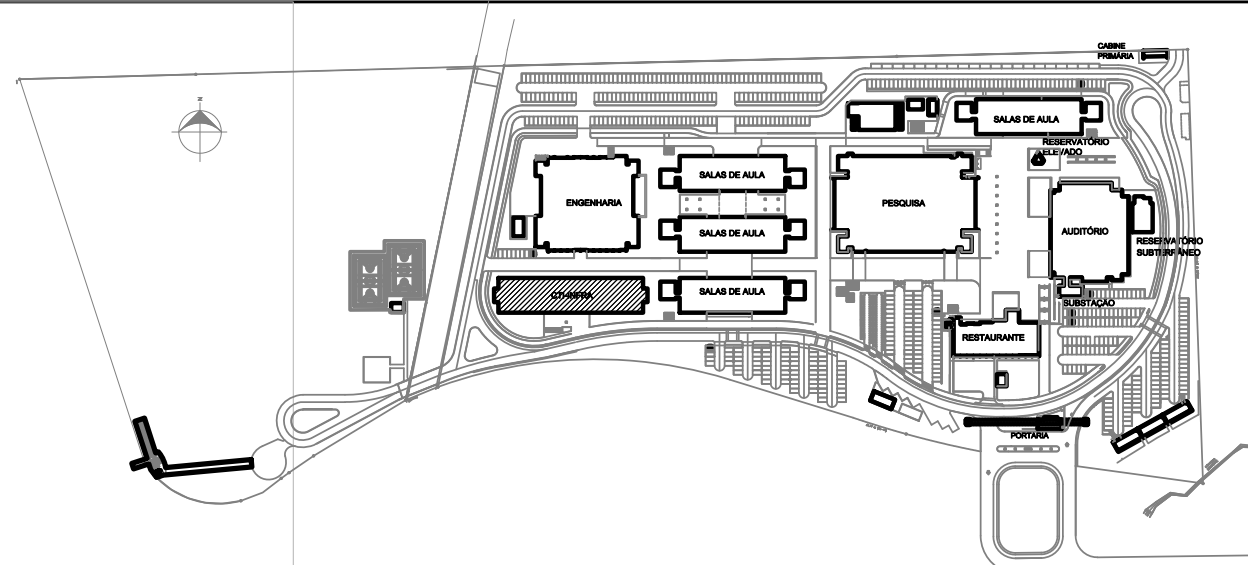 CABINE
PRIMÁRIA
N
SALAS DE AULA
RESERVATÓRIO
ELEVADO
SALAS DE AULA
ENGENHARIA
PESQUISA
SALAS DE AULA
AUDITÓRIO
RESERVATÓRIO
SUBTERRÂNEO
SALAS DE AULA
CTI-INFRA
SUBSTAÇÃO
RESTAURANTE
PORTARIA